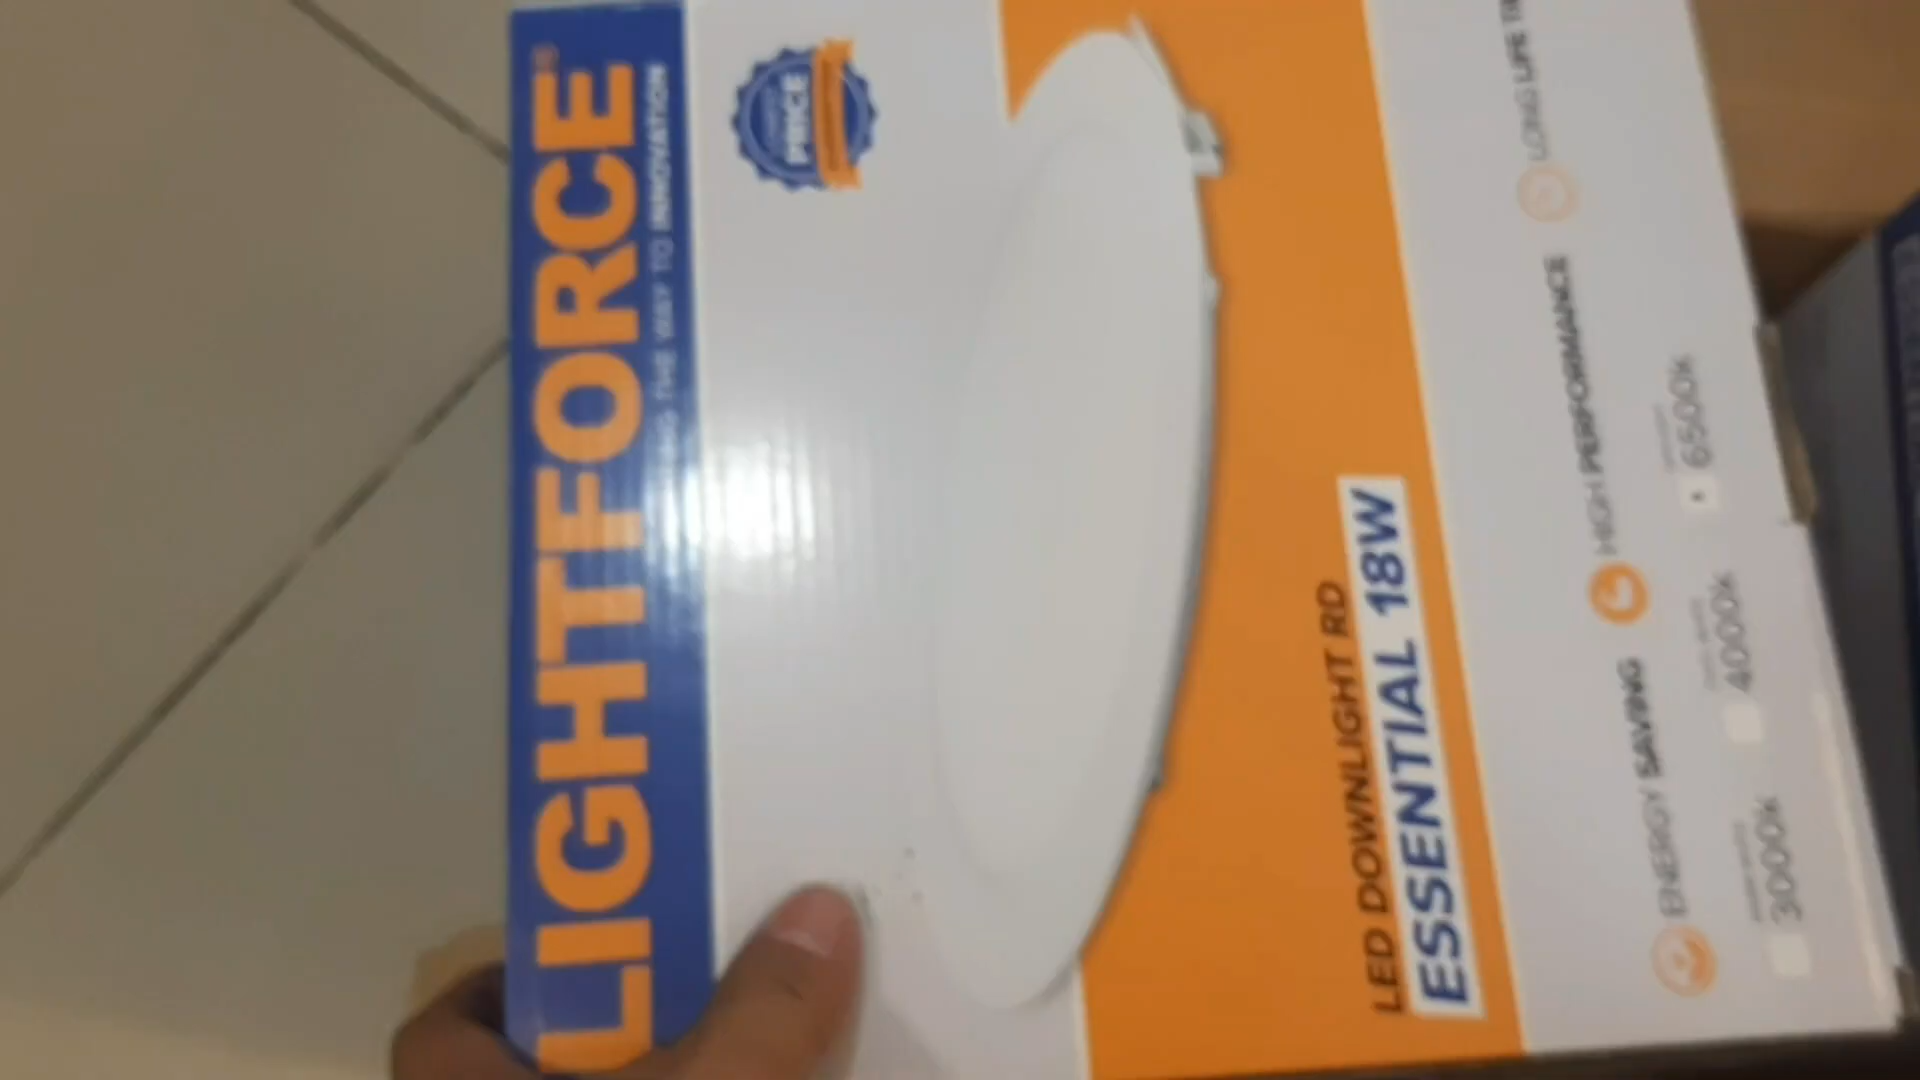 LIGHTFORCE®
THE WAY TO INNOVATION
PRICE
LED DOWNLIGHT RD
ESSENTIAL 18W
ENERGY SAVING
HIGH PERFORMANCE
LONG LIFE
3000k
4000k
6500k